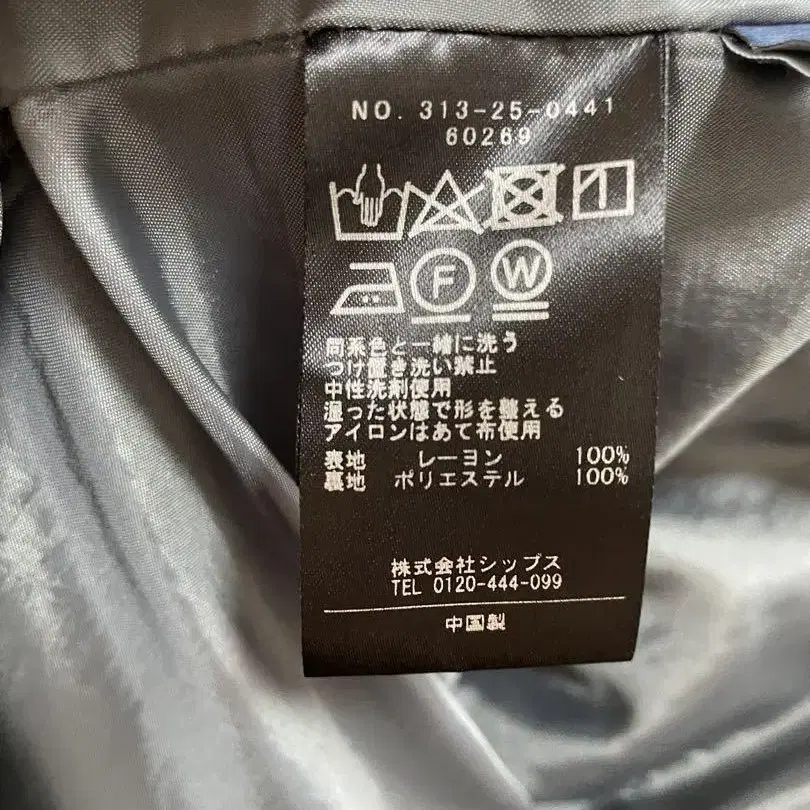 NO. 313-25-0441
60269
F W
同系色と一緒に洗う
つけ置き洗い禁止
中性洗剤使用
湿った状態で形を整える
アイロンはあて布使用
表地 レーヨン 100%
裏地 ポリエステル 100%
株式会社シップス
TEL 0120-444-099
中国製